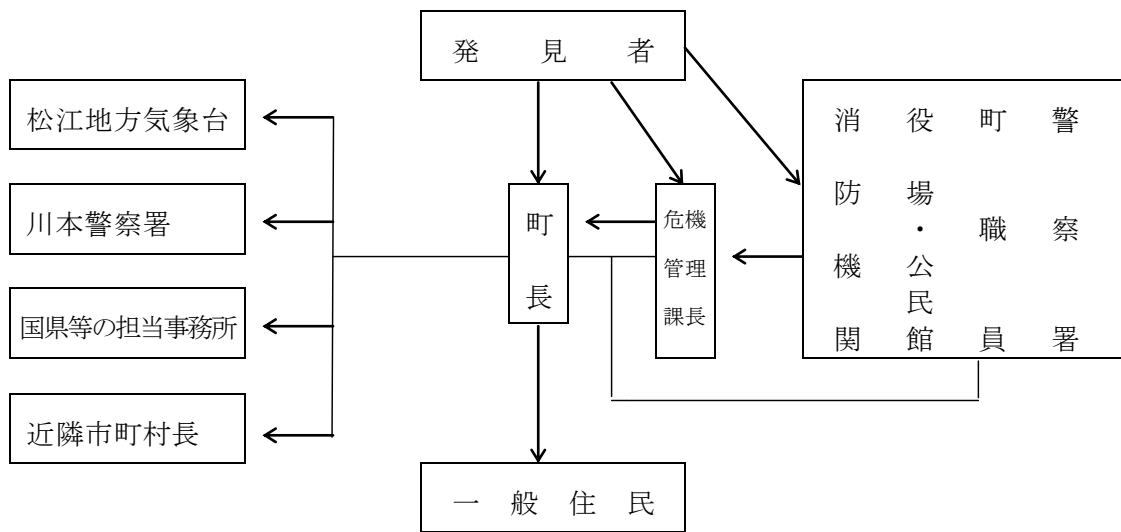 発見者
松江地方気象台
川本警察署
国県等の担当事務所
近隣市町村長
町長
危機
管理
課長
警察署
町職員
役場・公民館
消防機関
一般住民